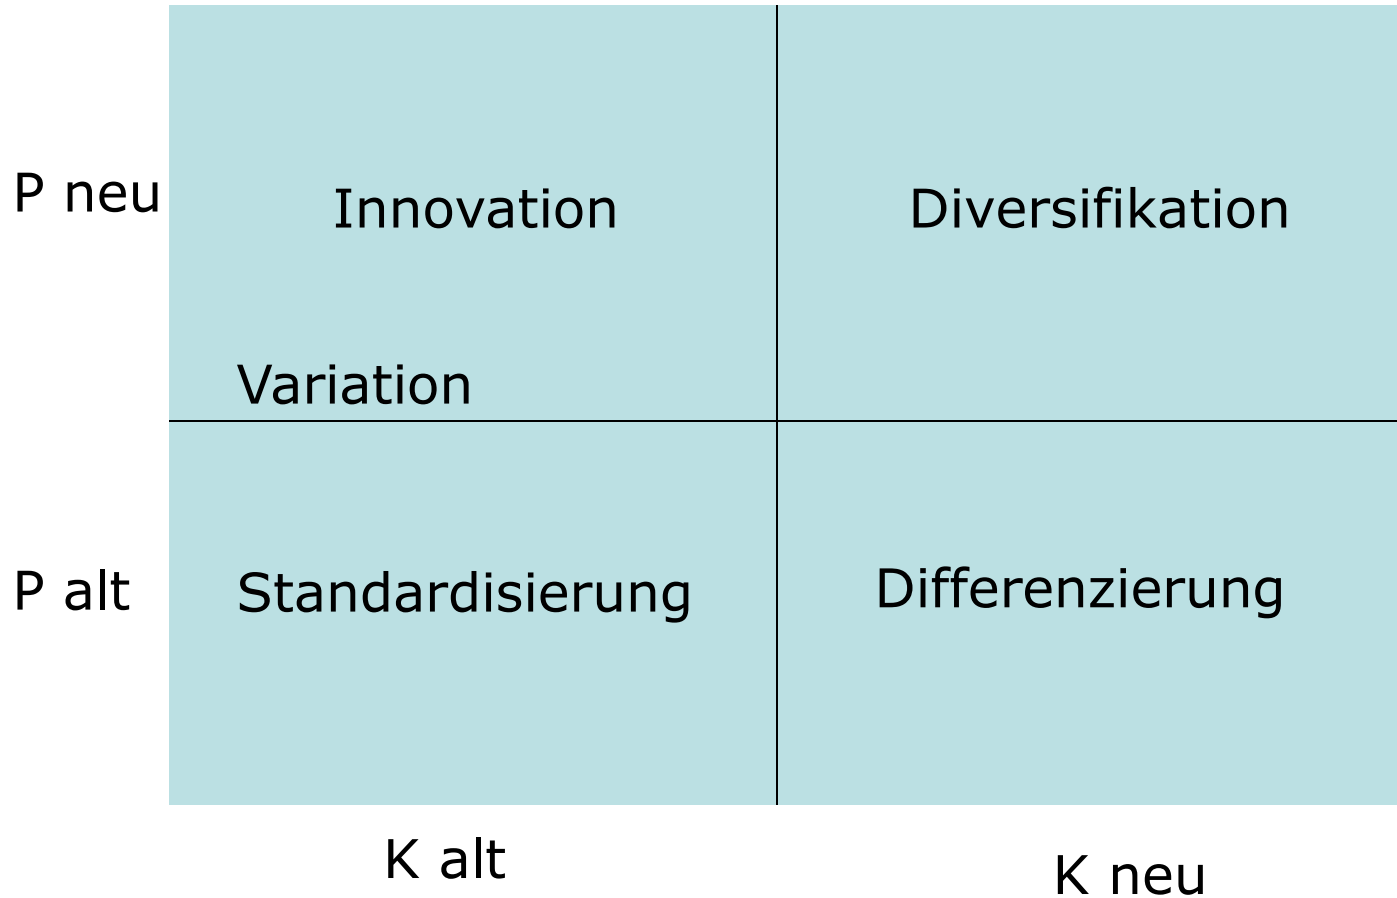 P neu
Innovation
Diversifikation
Variation
P alt
Standardisierung
Differenzierung
K alt
K neu